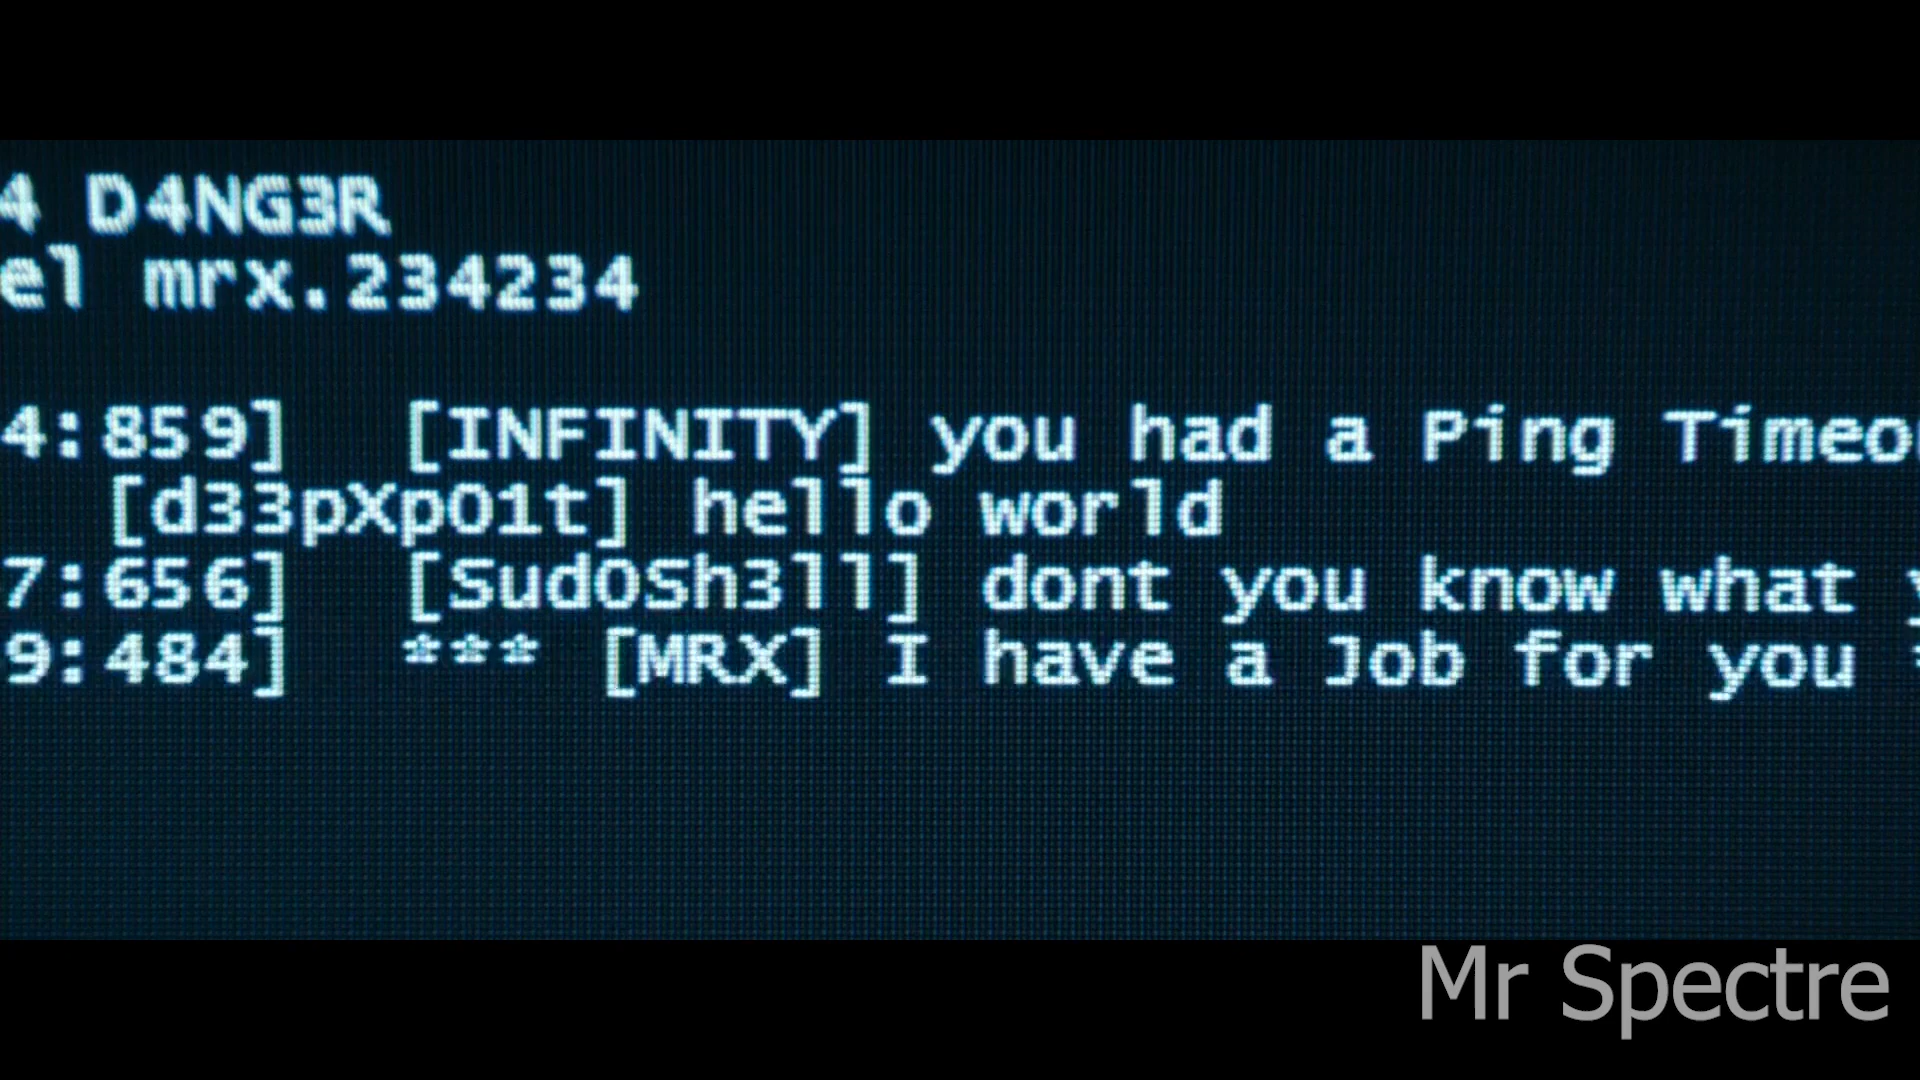 4 D4NG3R
el mrx.234234
4:859] [INFINITY] you had a Ping Timeo
[d33pXpO1t] hello world
7:656] [Sud0Sh3ll] dont you know what
9:484] *** [MRX] I have a Job for you
Mr Spectre